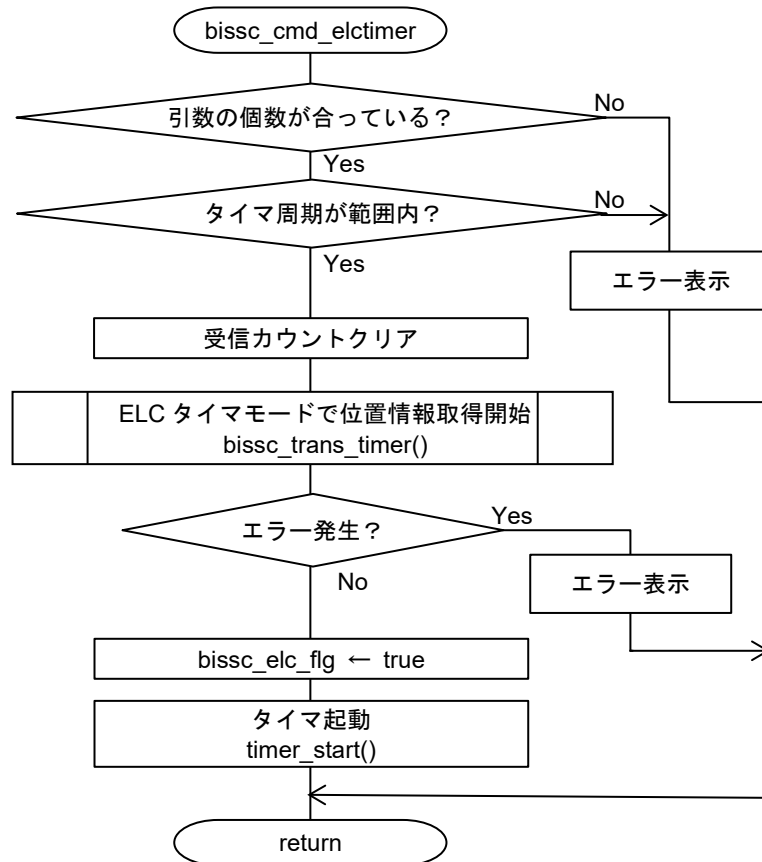 bissc_cmd_elctimer
引数の個数が合っている？
No
Yes
タイマ周期が範囲内？
No
Yes
エラー表示
受信カウントクリア
ELC タイマモードで位置情報取得開始
bissc_trans_timer()
エラー発生？
Yes
No
エラー表示
bissc_elc_flg ← true
タイマ起動
timer_start()
return